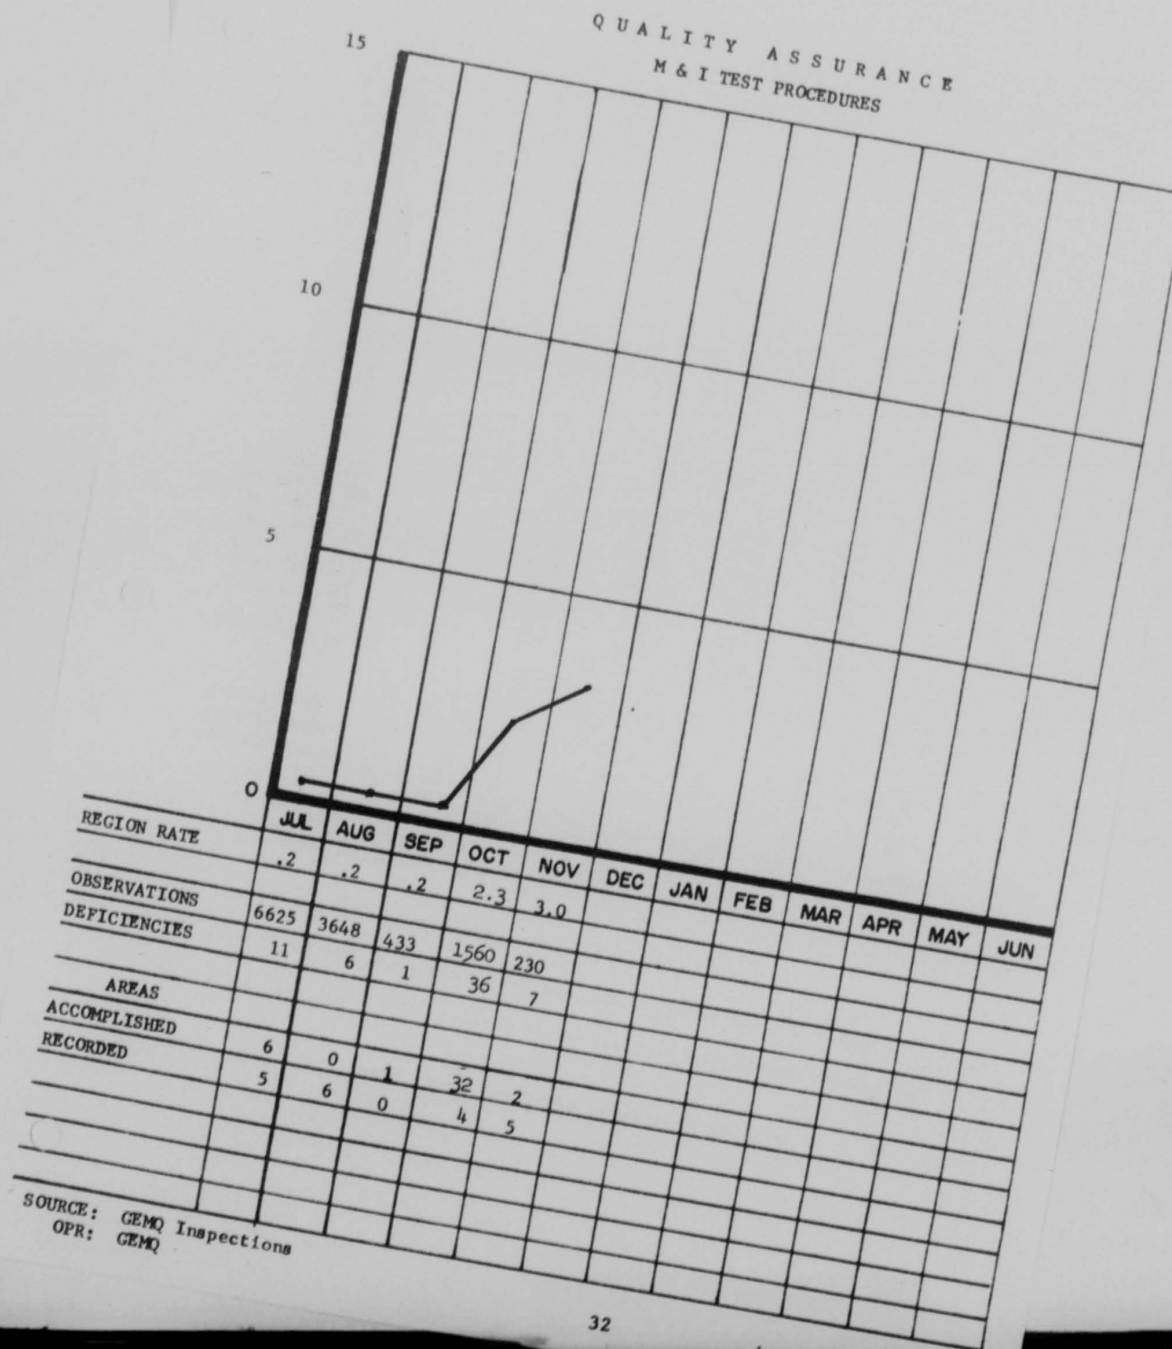 QUALITY ASSURANCE
M & I TEST PROCEDURES
15
10
5
0
JUL AUG SEP OCT NOV DEC JAN FEB MAR APR MAY JUN
REGION RATE .2 .2 .2 2.3 3.0
OBSERVATIONS 6625 3648 433 1560 230
DEFICIENCIES 11 6 1 36 7
AREAS
ACCOMPLISHED 6 0 1 32 2
RECORDED 5 6 0 4 5
SOURCE: GEMQ Inspections
OPR: GEMQ
32